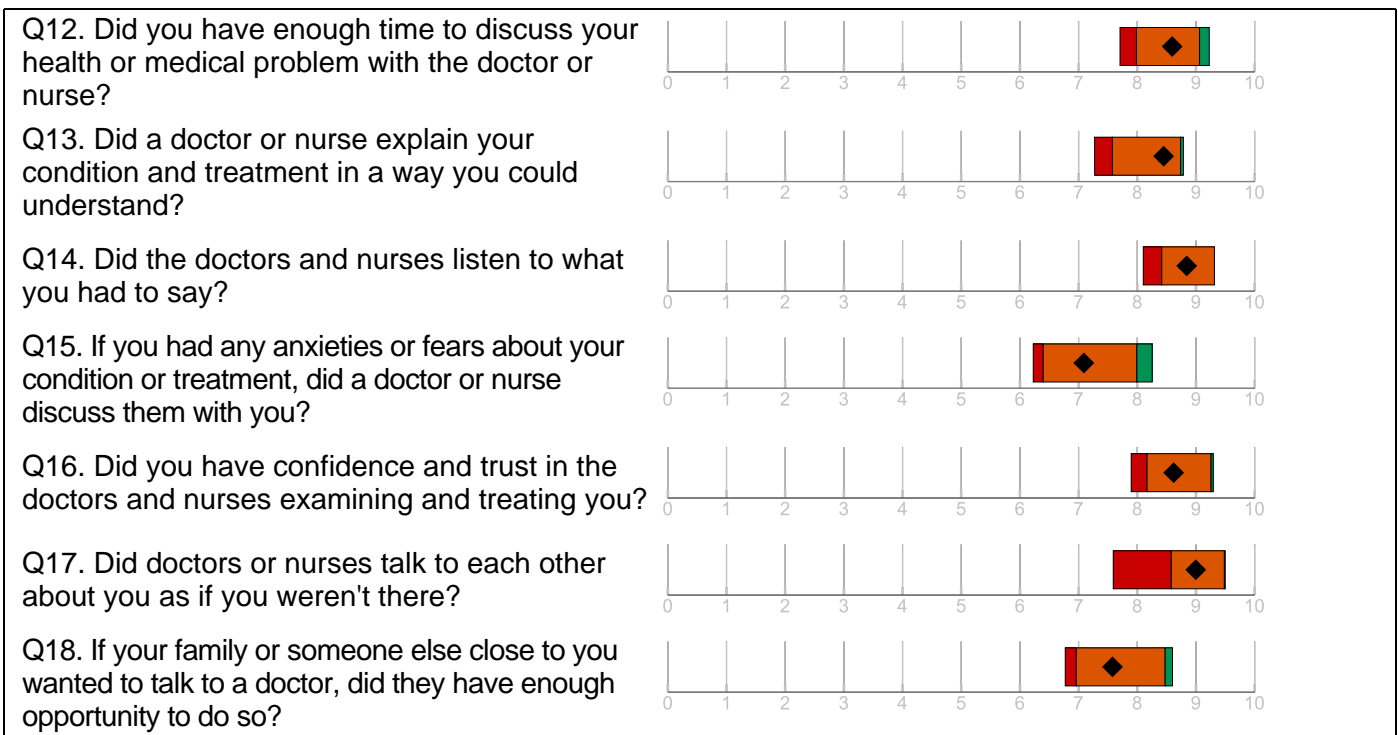 Q12. Did you have enough time to discuss your
health or medical problem with the doctor or
nurse?
0 1 2 3 4 5 6 7 8 9 10
Q13. Did a doctor or nurse explain your
condition and treatment in a way you could
understand?
0 1 2 3 4 5 6 7 8 9 10
Q14. Did the doctors and nurses listen to what
you had to say?
0 1 2 3 4 5 6 7 8 9 10
Q15. If you had any anxieties or fears about your
condition or treatment, did a doctor or nurse
discuss them with you?
0 1 2 3 4 5 6 7 8 9 10
Q16. Did you have confidence and trust in the
doctors and nurses examining and treating you?
0 1 2 3 4 5 6 7 8 9 10
Q17. Did doctors or nurses talk to each other
about you as if you weren't there?
0 1 2 3 4 5 6 7 8 9 10
Q18. If your family or someone else close to you
wanted to talk to a doctor, did they have enough
opportunity to do so?
0 1 2 3 4 5 6 7 8 9 10